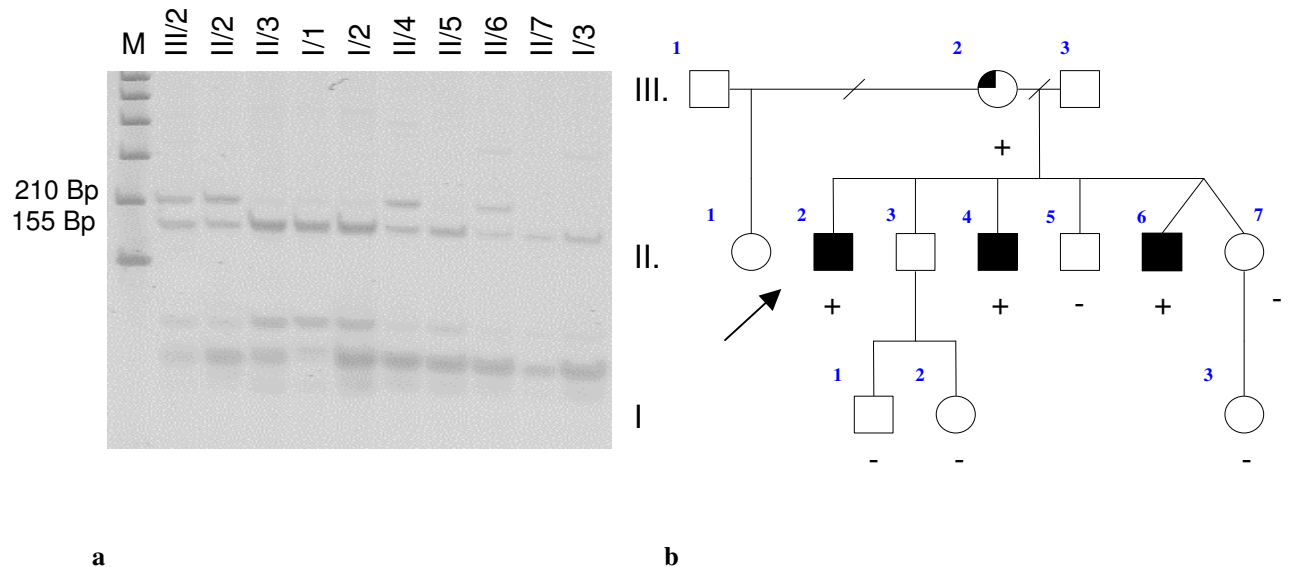 M III/2 II/2 II/3 I/1 I/2 II/4 II/5 II/6 II/7 I/3
210 Bp
155 Bp
1 2 3
III.
+
1 2 3 4 5 6 7
II.
+ + - + -
1 2 3
I
- - -
a b